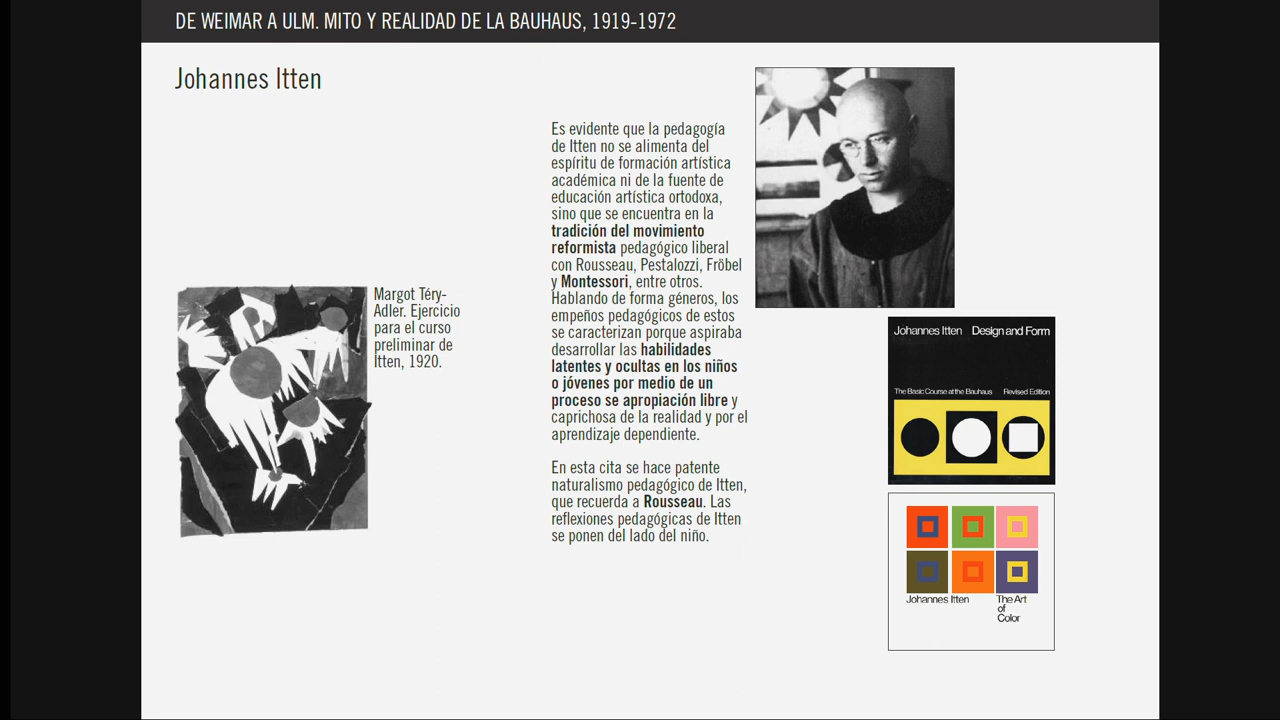 DE WEIMAR A ULM. MITO Y REALIDAD DE LA BAUHAUS, 1919-1972
Johannes Itten
Margot Téry-
Adler. Ejercicio
para el curso
preliminar de
Itten, 1920.
Es evidente que la pedagogía
de Itten no se alimenta del
espíritu de formación artística
académica ni de la fuente de
educación artística ortodoxa,
sino que se encuentra en la
tradición del movimiento
reformista pedagógico liberal
con Rousseau, Pestalozzi, Fröbel
y Montessori, entre otros.
Hablando de forma géneros, los
empeños pedagógicos de estos
se caracterizan porque aspiraba
desarrollar las habilidades
latentes y ocultas en los niños
o jóvenes por medio de un
proceso se apropiación libre y
caprichosa de la realidad y por el
aprendizaje dependiente.
En esta cita se hace patente
naturalismo pedagógico de Itten,
que recuerda a Rousseau. Las
reflexiones pedagógicas de Itten
se ponen del lado del niño.
Johannes Itten Design and Form
The Basic Course at the Bauhaus Revised Edition
Johannes Itten
The Art
of
Color